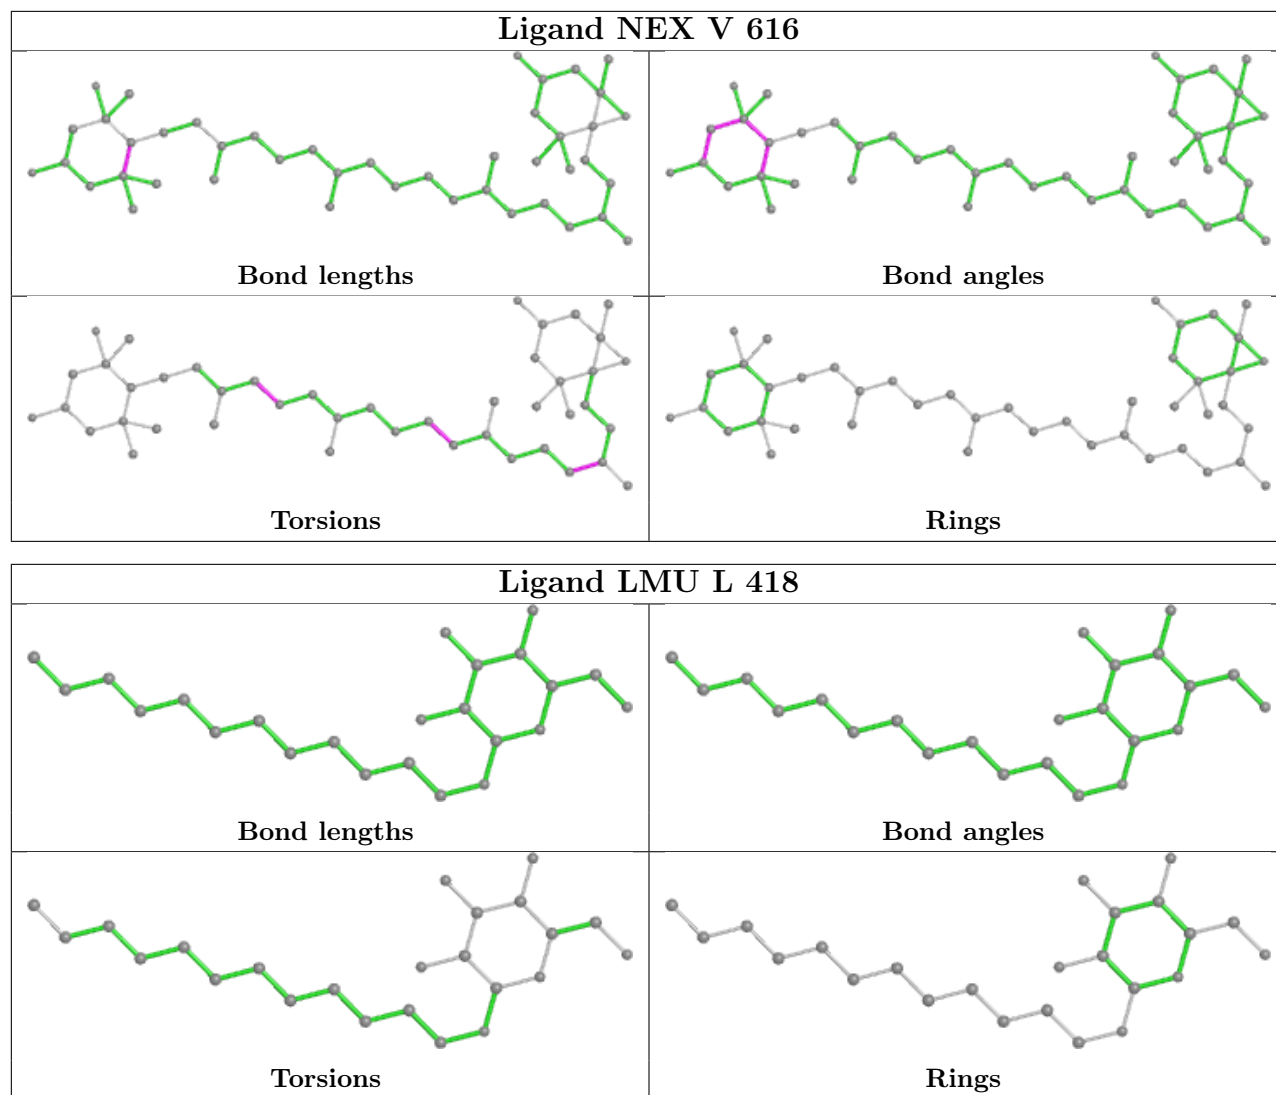 Ligand NEX V 616
Bond lengths
Bond angles
Torsions
Rings
Ligand LMU L 418
Bond lengths
Bond angles
Torsions
Rings